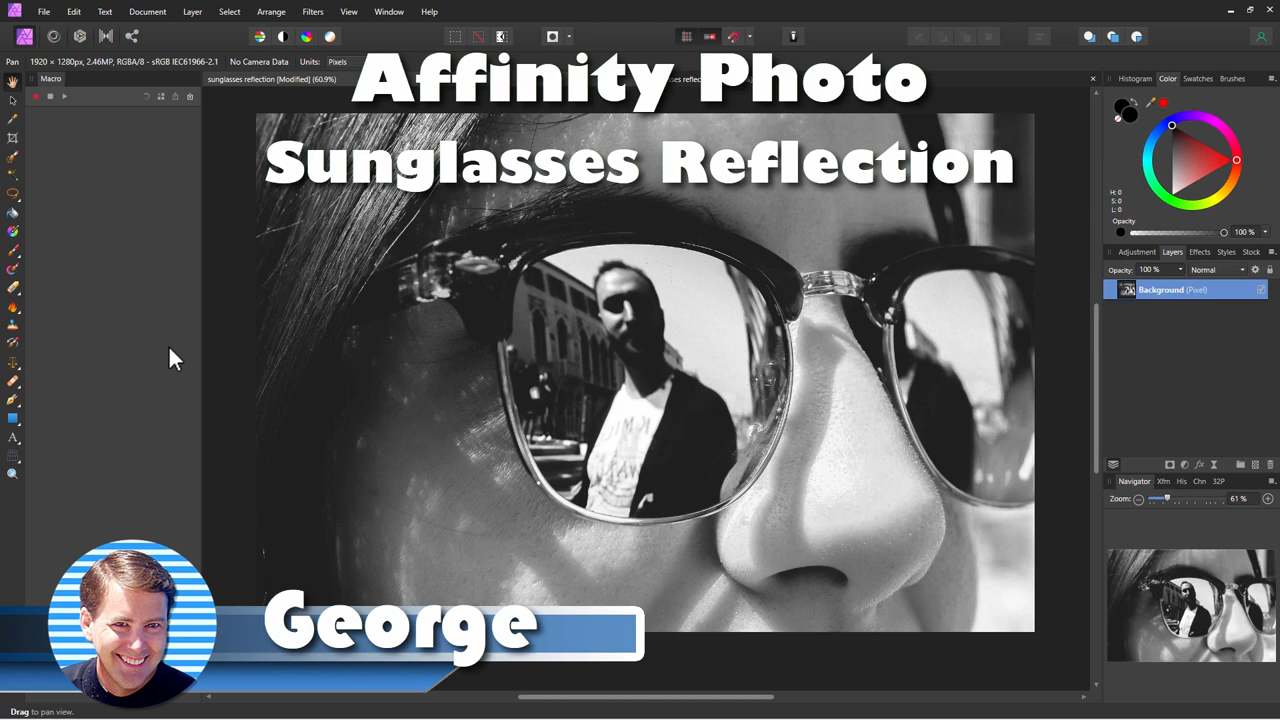 File Edit Text Document Layer Select Arrange Filters View Window Help
Pan 1920 × 1280px, 2.46MP, RGBA/8 - sRGB IEC61966-2.1 No Camera Data Units: Pixels
Macro
sunglasses reflection [Modified] (60.9%)
Affinity Photo
Sunglasses Reflection
Histogram Color Swatches Brushes
H: 0
S: 0
L: 0
Opacity
100 %
Adjustment Layers Effects Styles Stock
Opacity: 100 % Normal
Background (Pixel)
Navigator Xfm His Chn 32P
Zoom: 61 %
George
Drag to pan view.